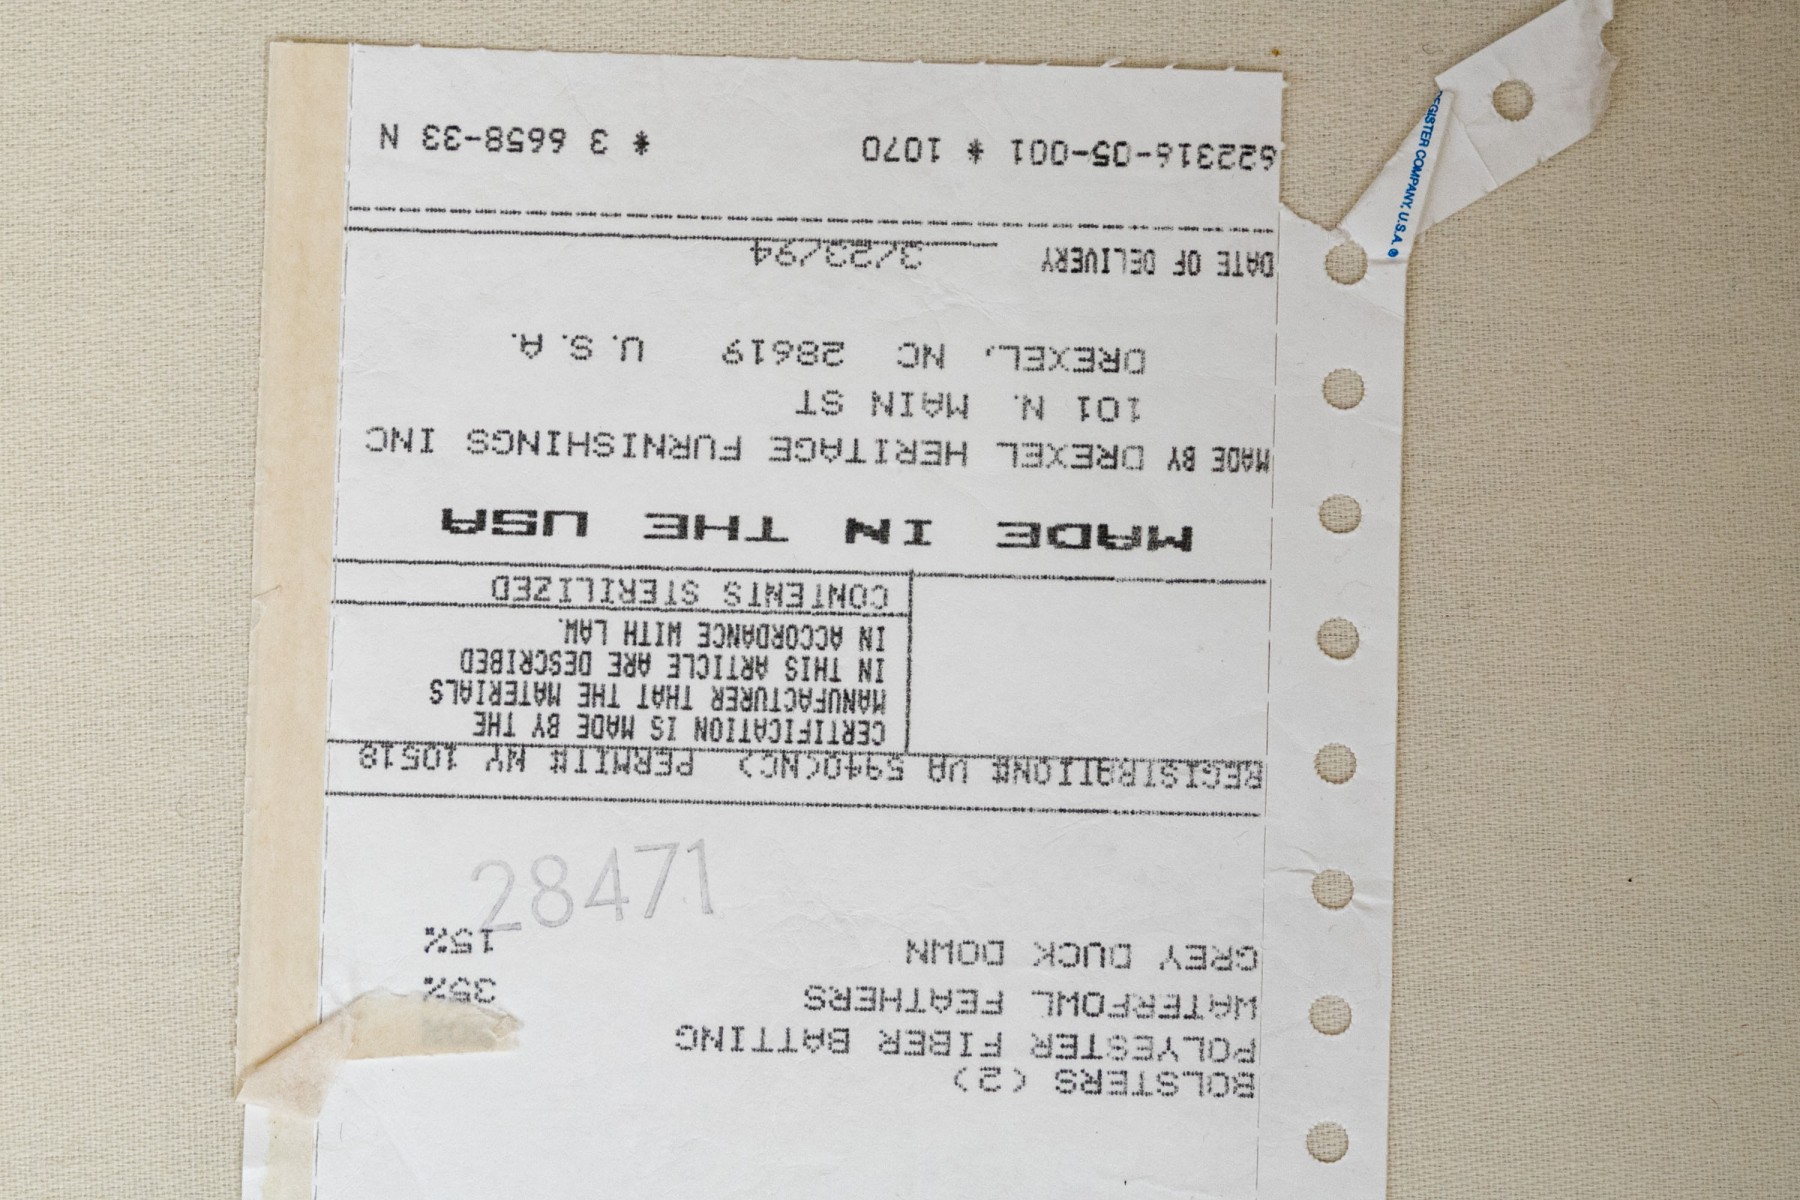 BOLSTERS (2)
POLYESTER FIBER BATTING
WATERFOWL FEATHERS 35%
GREY DUCK DOWN 15%
28471
REGISTRATION# VA 5940(NC) PERMIT# NY 10518
CERTIFICATION IS MADE BY THE
MANUFACTURER THAT THE MATERIALS
IN THIS ARTICLE ARE DESCRIBED
IN ACCORDANCE WITH LAW.
CONTENTS STERILIZED
MADE IN THE USA
MADE BY DREXEL HERITAGE FURNISHINGS INC
101 N. MAIN ST
DREXEL, NC 28619 U.S.A.
DATE OF DELIVERY 3/23/94
622316-05-001 * 1070 * 3 6658-33 N
COMPANY, U.S.A. ®